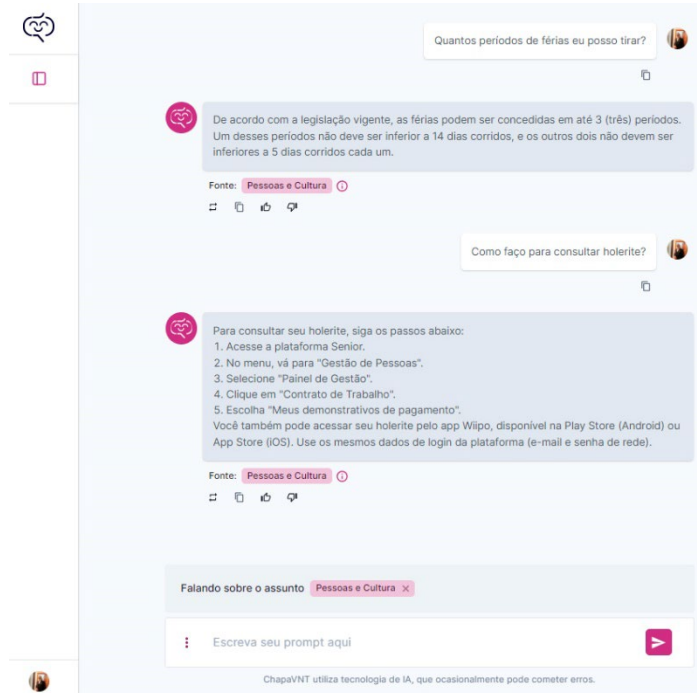 Quantos períodos de férias eu posso tirar?
De acordo com a legislação vigente, as férias podem ser concedidas em até 3 (três) períodos.
Um desses períodos não deve ser inferior a 14 dias corridos, e os outros dois não devem ser
inferiores a 5 dias corridos cada um.
Fonte: Pessoas e Cultura
Como faço para consultar holerite?
Para consultar seu holerite, siga os passos abaixo:
1. Acesse a plataforma Senior.
2. No menu, vá para "Gestão de Pessoas".
3. Selecione "Painel de Gestão".
4. Clique em "Contrato de Trabalho".
5. Escolha "Meus demonstrativos de pagamento".
Você também pode acessar seu holerite pelo app Wiipo, disponível na Play Store (Android) ou
App Store (iOS). Use os mesmos dados de login da plataforma (e-mail e senha de rede).
Fonte: Pessoas e Cultura
Falando sobre o assunto Pessoas e Cultura ×
Escreva seu prompt aqui
ChapaVNT utiliza tecnologia de IA, que ocasionalmente pode cometer erros.